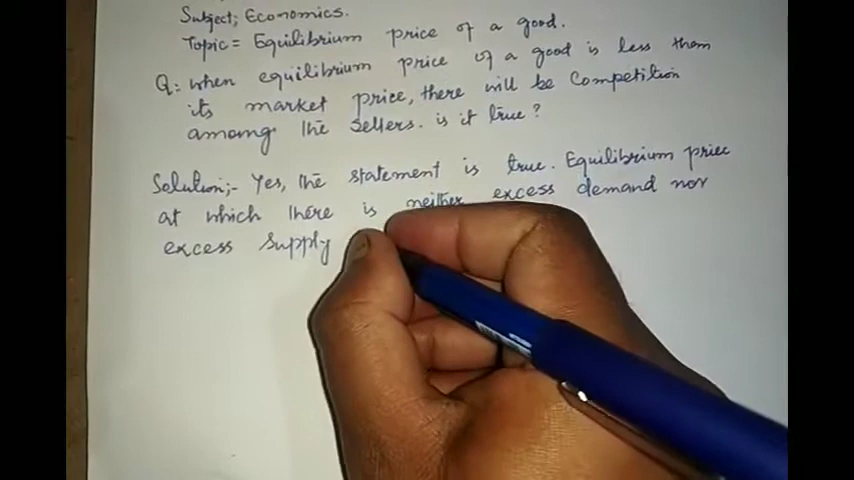 Subject; Economics.
Topic = Equilibrium price of a good.
Q: when equilibrium price of a good is less them
its market price, there will be competition
among the sellers. is it true?
Solution;- Yes, the statement is true. Equilibrium price
at which there is neither excess demand nor
excess supply